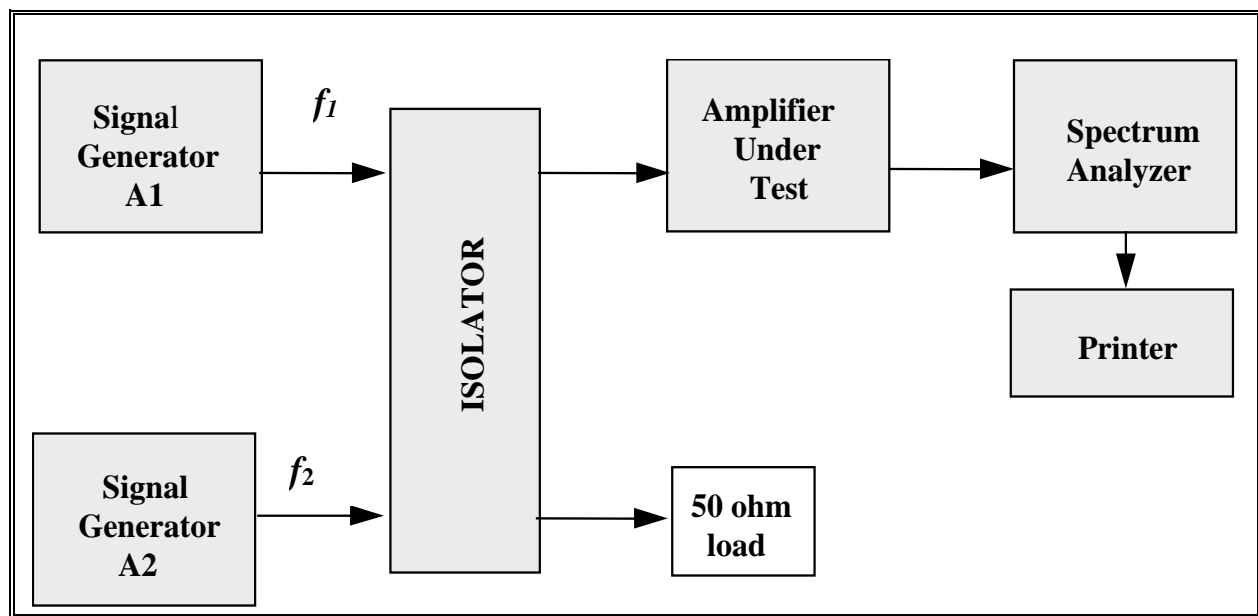 Signal
Generator
A1
f1
ISOLATOR
Amplifier
Under
Test
Spectrum
Analyzer
Printer
Signal
Generator
A2
f2
50 ohm
load